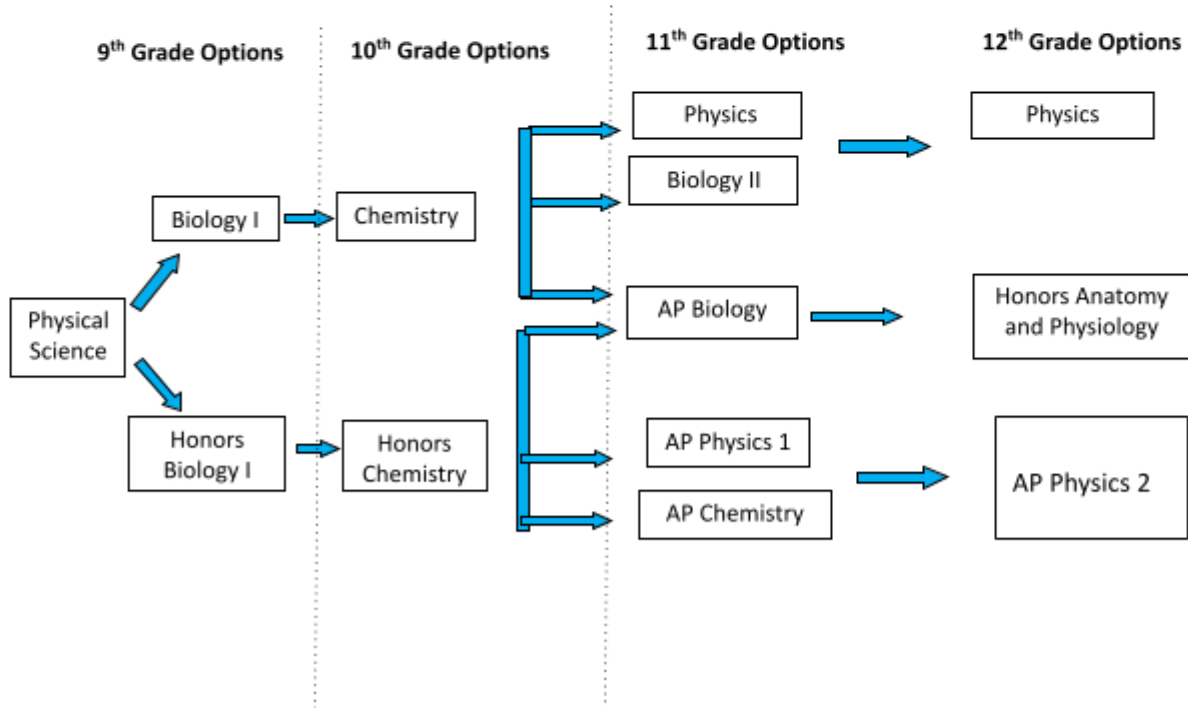 9th Grade Options
10th Grade Options
11th Grade Options
12th Grade Options
Physics
Physics
Biology II
Biology I
Chemistry
Physical
Science
AP Biology
Honors Anatomy
and Physiology
Honors
Biology I
Honors
Chemistry
AP Physics 1
AP Chemistry
AP Physics 2